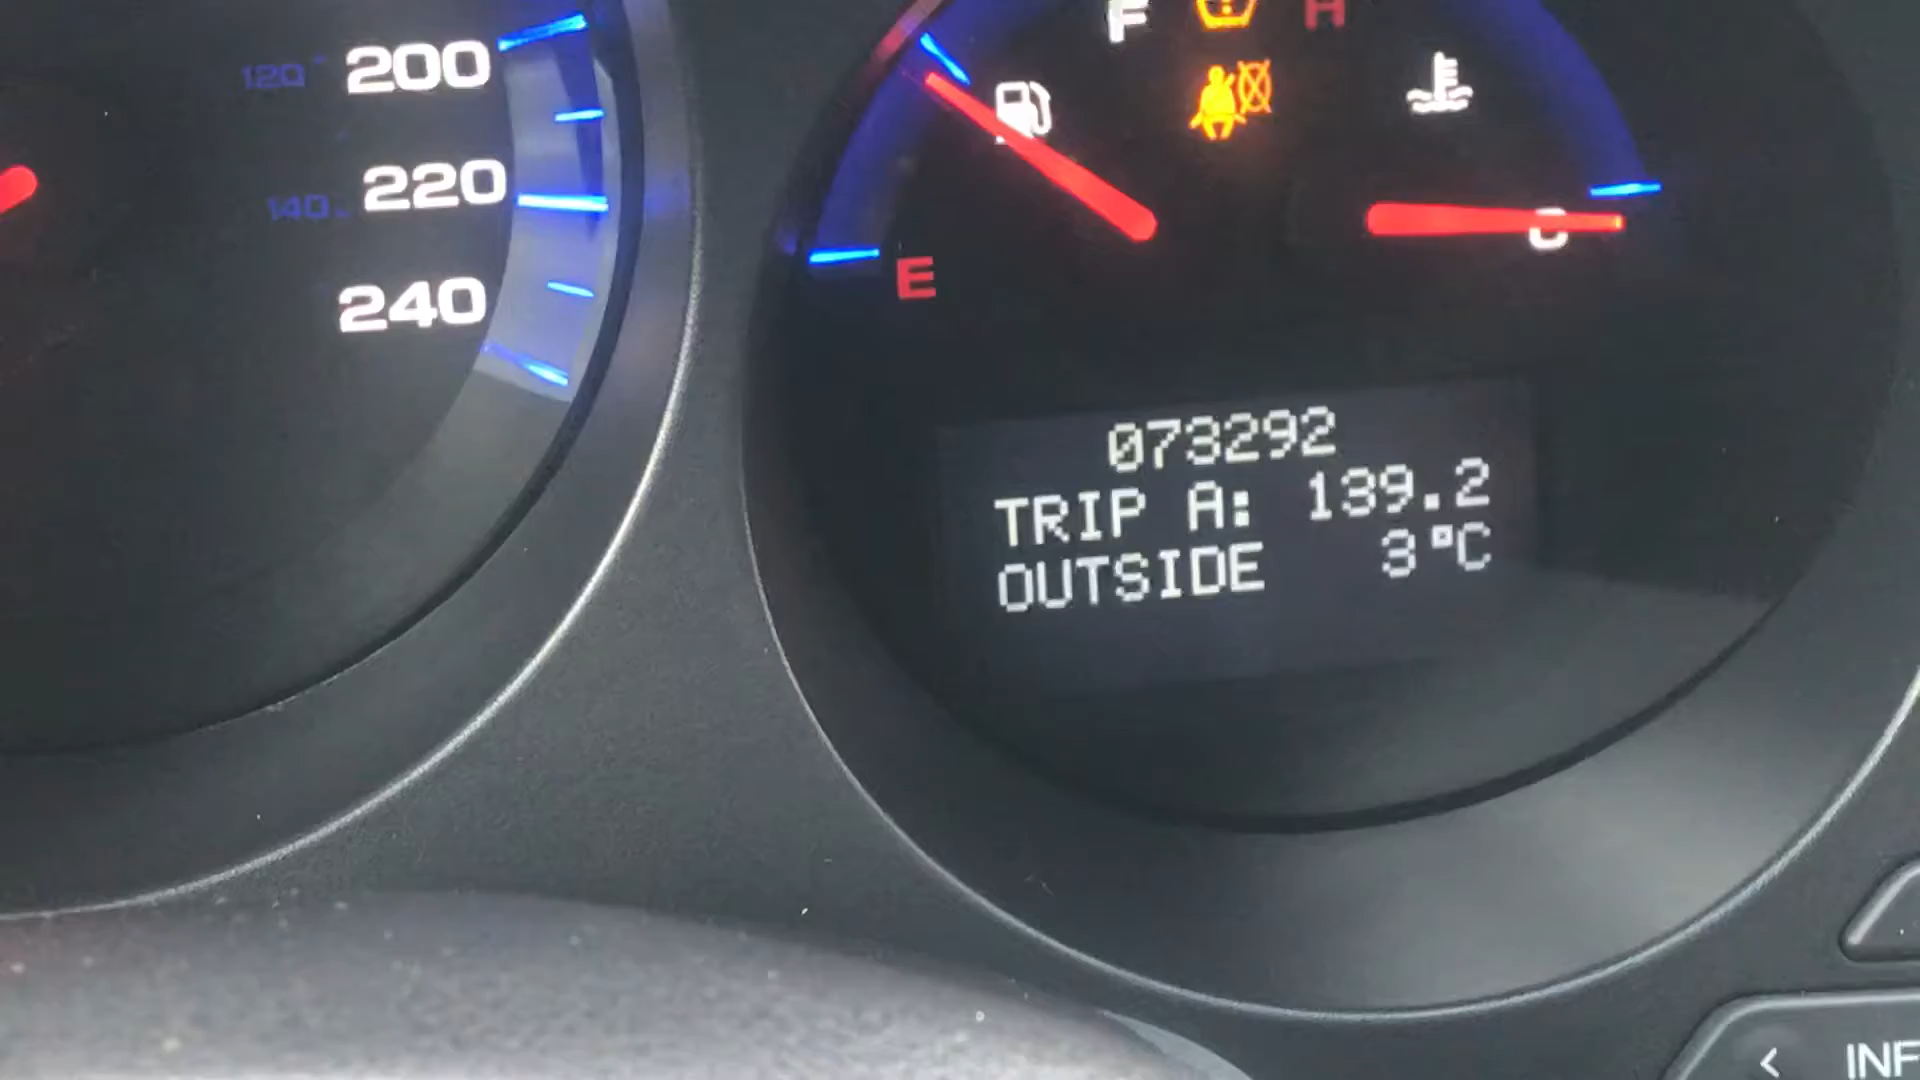 120
200
140
220
240
F
H
E
C
073292
TRIP A: 139.2
OUTSIDE 3°C
< INF